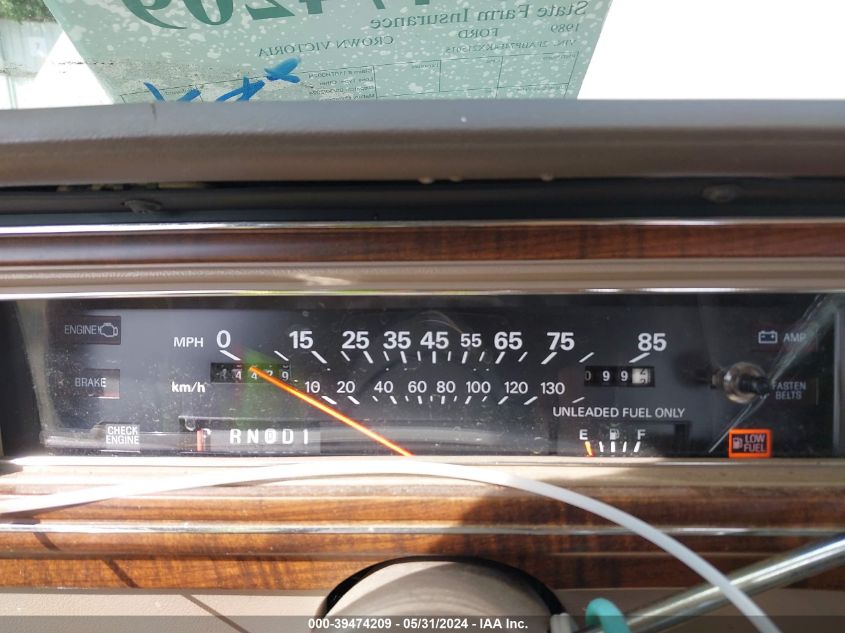 74209
State Farm Insurance
1989 FORD CROWN VICTORIA
ENGINE
MPH 0 15 25 35 45 55 65 75 85
AMP
BRAKE
km/h 10 20 40 60 80 100 120 130
FASTEN BELTS
UNLEADED FUEL ONLY
CHECK ENGINE
P RN0D1
E F
LOW FUEL
000-39474209 - 05/31/2024 - IAA Inc.